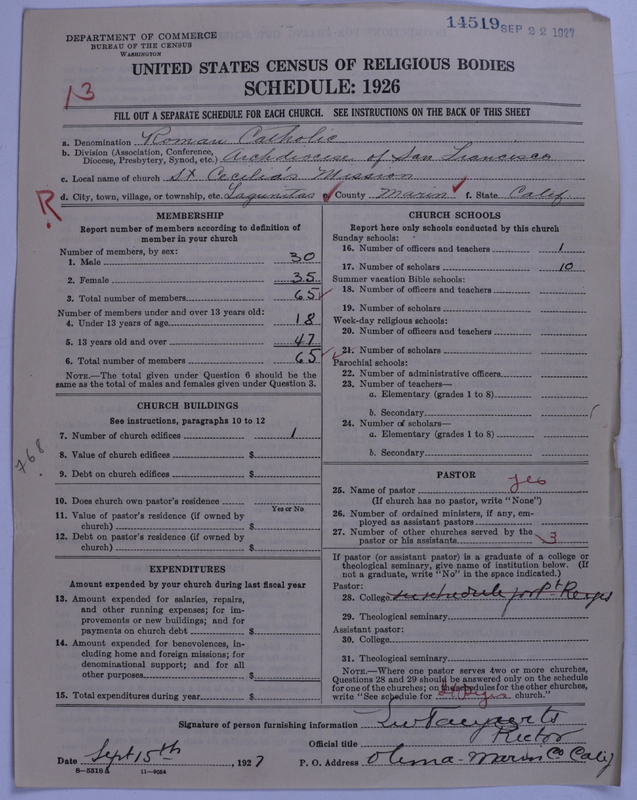 14519 SEP 22 1927
DEPARTMENT OF COMMERCE
BUREAU OF THE CENSUS
WASHINGTON
UNITED STATES CENSUS OF RELIGIOUS BODIES
SCHEDULE: 1926
13
FILL OUT A SEPARATE SCHEDULE FOR EACH CHURCH. SEE INSTRUCTIONS ON THE BACK OF THIS SHEET
a. Denomination Roman Catholic
b. Division (Association, Conference,
Diocese, Presbytery, Synod, etc.) Archdiocese of San Francisco
c. Local name of church St Cecilia's Mission
R
d. City, town, village, or township, etc. Lagunitas e. County Marin f. State Calif
MEMBERSHIP
Report number of members according to definition of
member in your church
Number of members, by sex:
1. Male 30
2. Female 35
3. Total number of members 65
Number of members under and over 13 years old:
4. Under 13 years of age 18
5. 13 years old and over 47
6. Total number of members 65
NOTE.—The total given under Question 6 should be
same as the total of males and females given under Question 3.
CHURCH BUILDINGS
See instructions, paragraphs 10 to 12
7. Number of church edifices 1
768
8. Value of church edifices $
9. Debt on church edifices $
10. Does church own pastor's residence
Yes or No
11. Value of pastor's residence (if owned by
church) $
12. Debt on pastor's residence (if owned by
church) $
EXPENDITURES
Amount expended by your church during last fiscal year
13. Amount expended for salaries, repairs,
and other running expenses; for im-
provements or new buildings; and for
payments on church debt $
14. Amount expended for benevolences, in-
cluding home and foreign missions; for
denominational support; and for all
other purposes $
15. Total expenditures during year $
CHURCH SCHOOLS
Report here only schools conducted by this church
Sunday schools:
16. Number of officers and teachers 1
17. Number of scholars 10
Summer vacation Bible schools:
18. Number of officers and teachers
19. Number of scholars
Week-day religious schools:
20. Number of officers and teachers
21. Number of scholars
Parochial schools:
22. Number of administrative officers
23. Number of teachers—
a. Elementary (grades 1 to 8)
b. Secondary
24. Number of scholars—
a. Elementary (grades 1 to 8)
b. Secondary
PASTOR
25. Name of pastor yes
(If church has no pastor, write "None")
26. Number of ordained ministers, if any, em-
ployed as assistant pastors
27. Number of other churches served by the
pastor or his assistants 3
If pastor (or assistant pastor) is a graduate of a college or
theological seminary, give name of institution below. (If
not a graduate, write "No" in the space indicated.)
Pastor:
28. College see schedule for Pt. Reyes
29. Theological seminary
Assistant pastor:
30. College
31. Theological seminary
NOTE.—Where one pastor serves two or more churches,
Questions 28 and 29 should be answered only on the schedule
for one of the churches; on the schedules for the other churches,
write "See schedule for church."
Signature of person furnishing information
Official title Rector
Date Sept 15th, 1927 P. O. Address Olema - Marin Co Calif
8—5518 a 11—9054